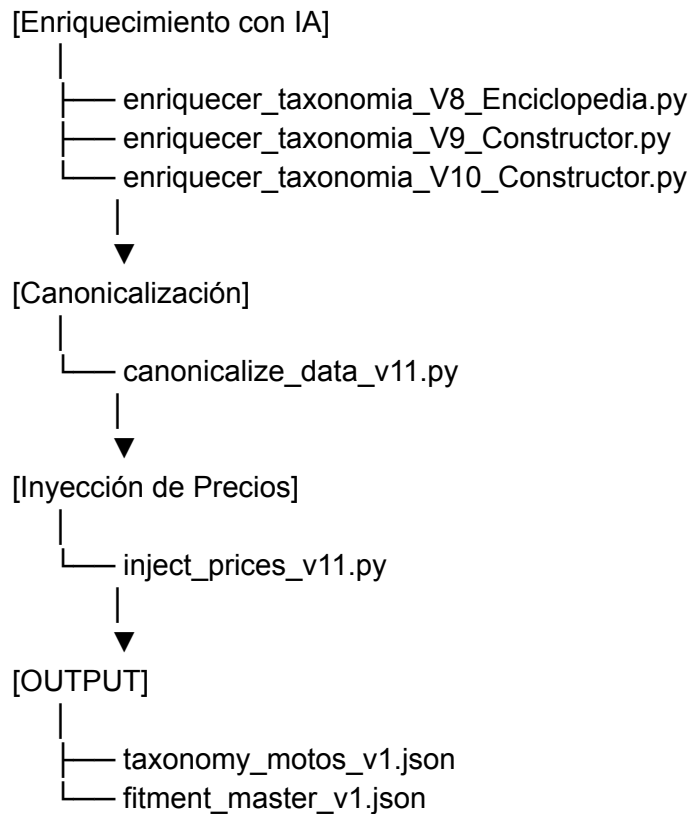 [Enriquecimiento con IA]
│
├── enriquecer_taxonomia_V8_Enciclopedia.py
├── enriquecer_taxonomia_V9_Constructor.py
└── enriquecer_taxonomia_V10_Constructor.py
│
▼
[Canonicalización]
│
└── canonicalize_data_v11.py
│
▼
[Inyección de Precios]
│
└── inject_prices_v11.py
│
▼
[OUTPUT]
│
├── taxonomy_motos_v1.json
└── fitment_master_v1.json